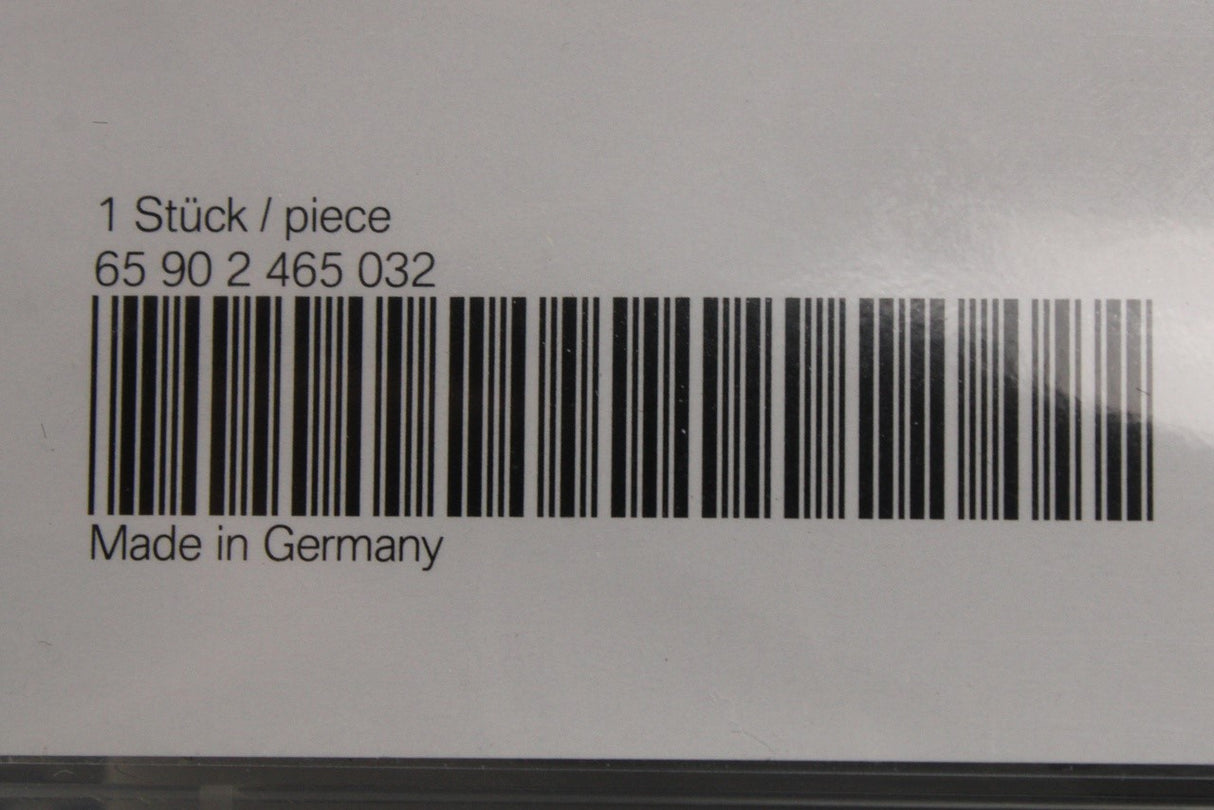 1 Stück / piece
65 90 2 465 032
Made in Germany